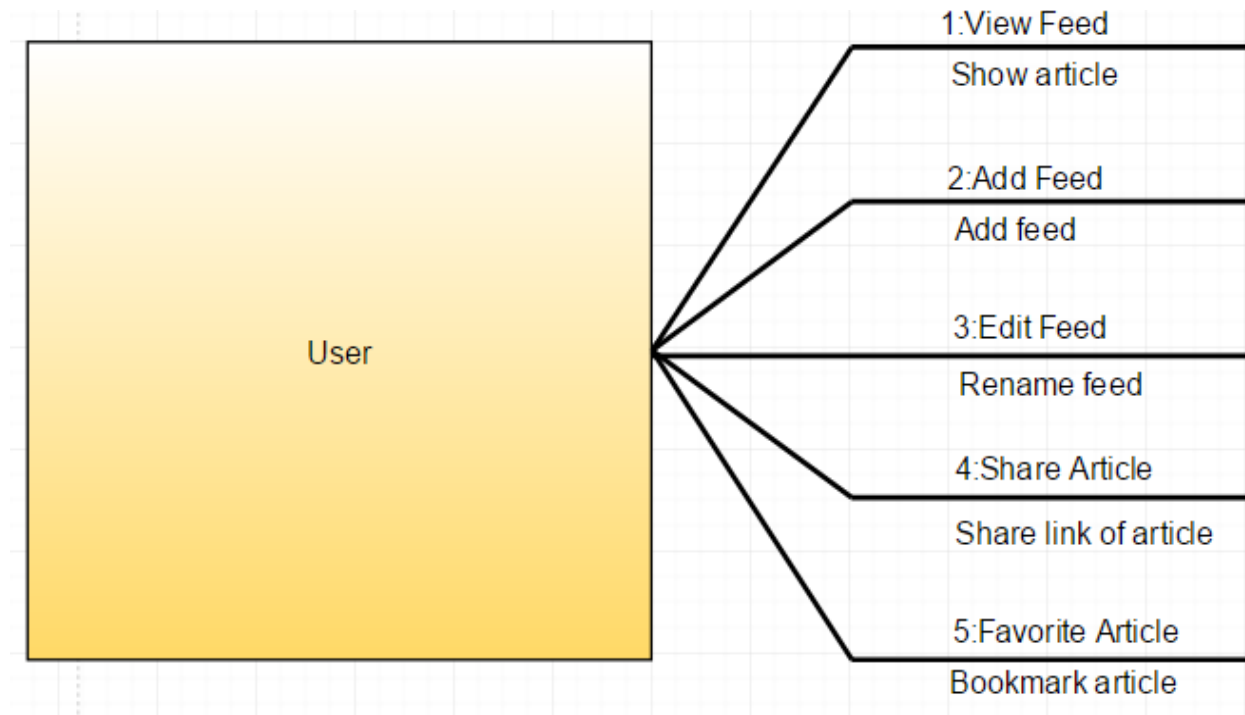 1:View Feed
Show article
2:Add Feed
Add feed
3:Edit Feed
User
Rename feed
4:Share Article
Share link of article
5:Favorite Article
Bookmark article